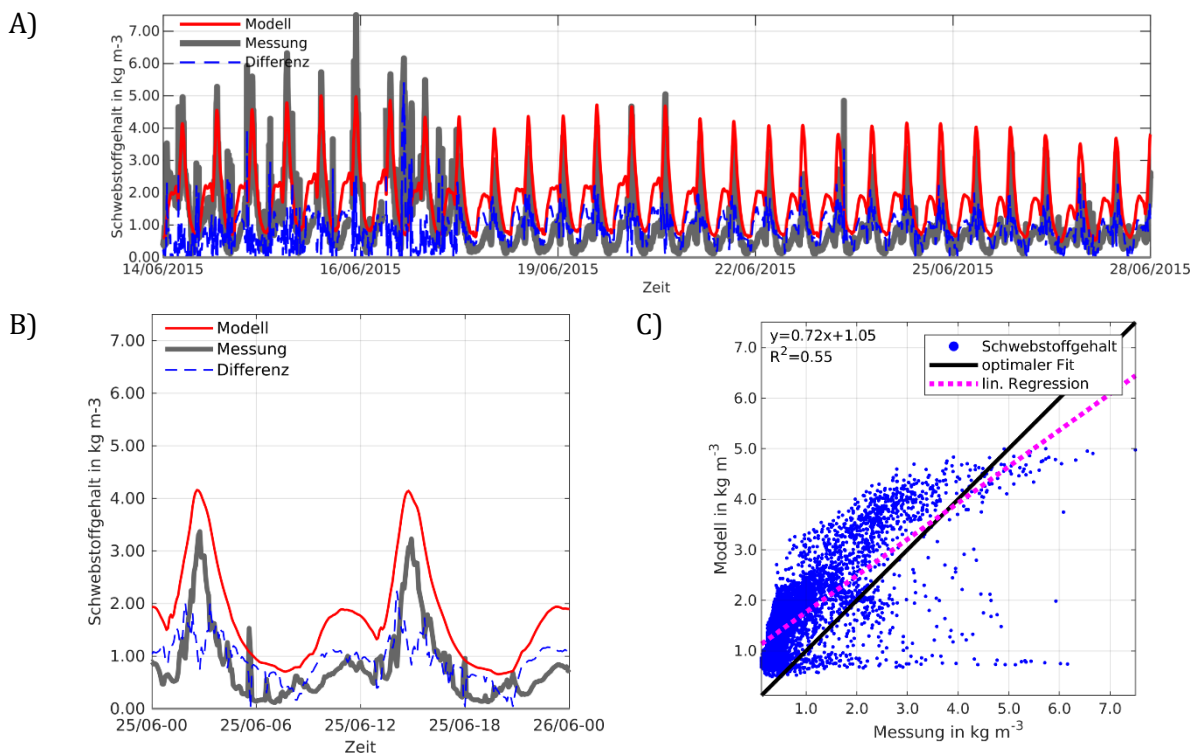 A)
Schwebstoffgehalt in kg m-3
7.00
6.00
5.00
4.00
3.00
2.00
1.00
0.00
Modell
Messung
Differenz
14/06/2015 16/06/2015 19/06/2015 22/06/2015 25/06/2015 28/06/2015
Zeit
B)
Schwebstoffgehalt in kg m-3
7.00
6.00
5.00
4.00
3.00
2.00
1.00
0.00
Modell
Messung
Differenz
25/06-00 25/06-06 25/06-12 25/06-18 26/06-00
Zeit
C)
Modell in kg m⁻³
7.0
6.0
5.0
4.0
3.0
2.0
1.0
y=0.72x+1.05
R²=0.55
Schwebstoffgehalt
optimaler Fit
lin. Regression
1.0 2.0 3.0 4.0 5.0 6.0 7.0
Messung in kg m⁻³